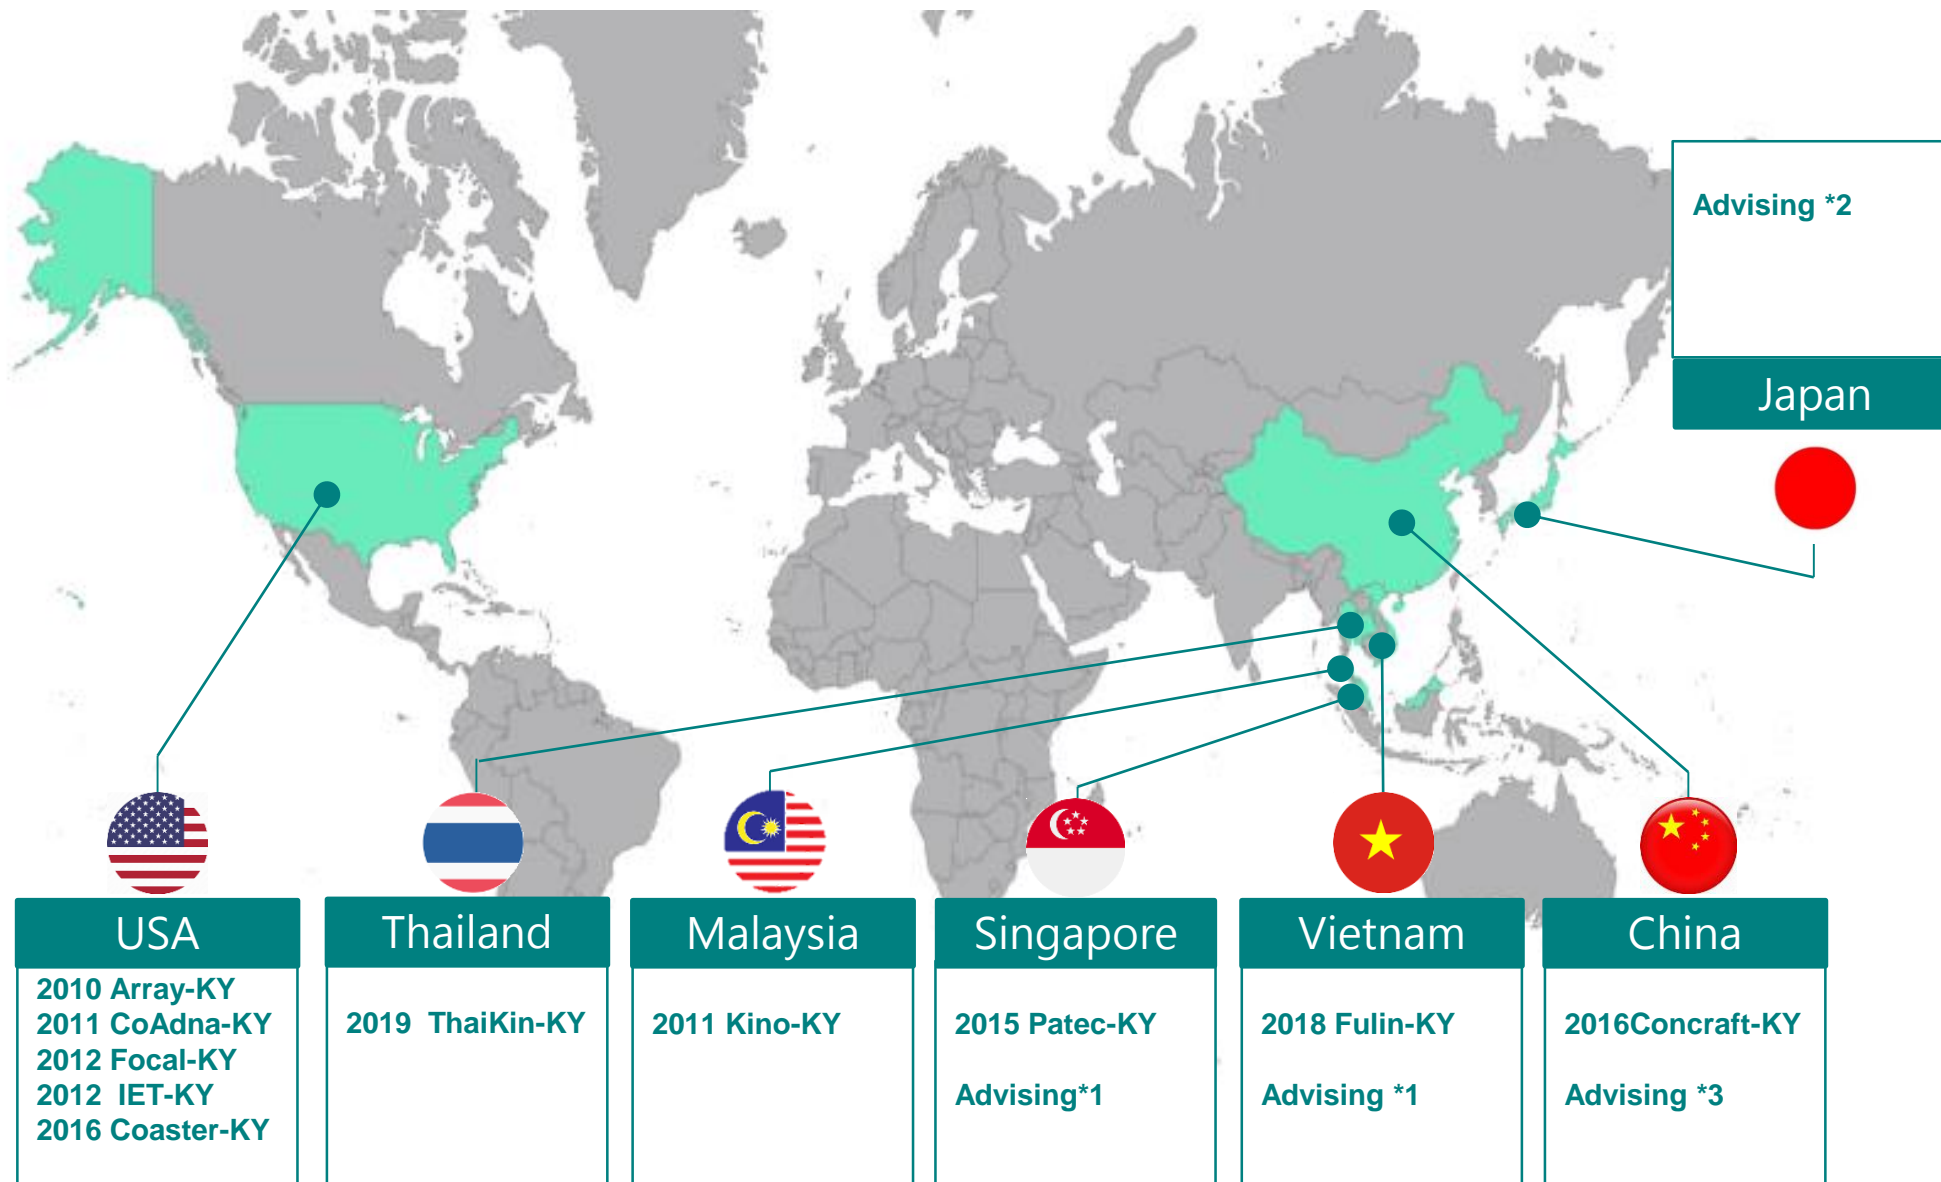 Advising *2
Japan
USA
2010 Array-KY
2011 CoAdna-KY
2012 Focal-KY
2012  IET-KY
2016 Coaster-KY
Thailand
2019  ThaiKin-KY
Malaysia
2011 Kino-KY
Singapore
2015 Patec-KY
Advising*1
Vietnam
2018 Fulin-KY
Advising *1
China
2016Concraft-KY
Advising *3